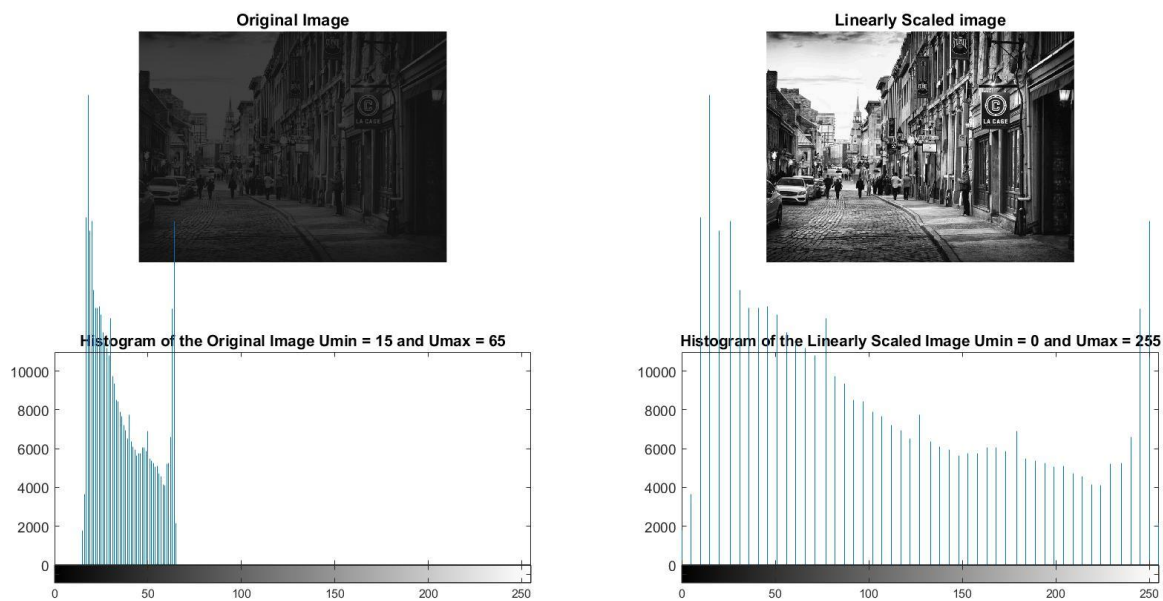 Original Image
C
LA CAGE
Histogram of the Original Image Umin = 15 and Umax = 65
10000
8000
6000
4000
2000
0
0 50 100 150 200 250
Linearly Scaled image
C
LA CAGE
Histogram of the Linearly Scaled Image Umin = 0 and Umax = 255
10000
8000
6000
4000
2000
0
0 50 100 150 200 250